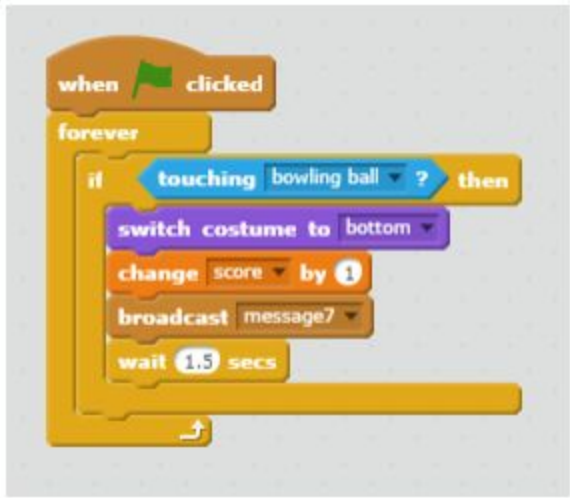 when clicked
forever
if touching bowling ball ? then
switch costume to bottom
change score by 1
broadcast message7
wait 1.5 secs